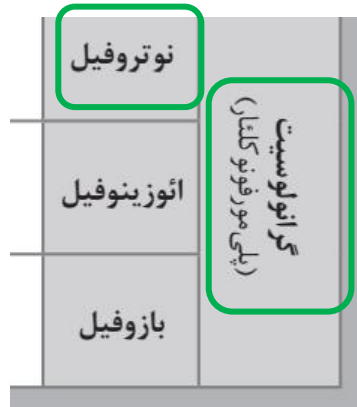 نوتروفیل
گرانولوسیت
(پلی مورفونوکلئار)
ائوزینوفیل
بازوفیل